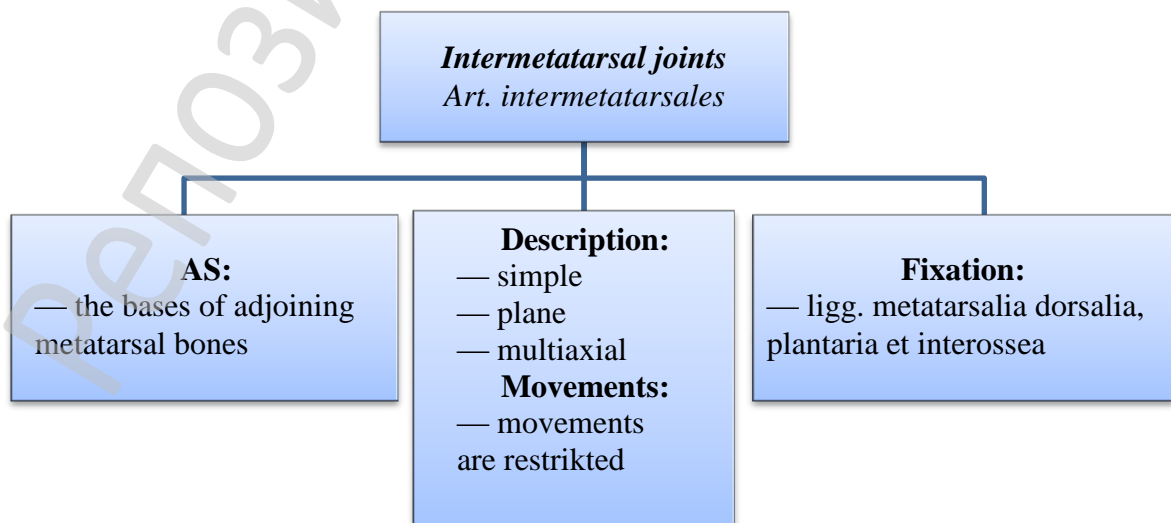 Intermetatarsal joints
Art. intermetatarsales
AS:
— the bases of adjoining
metatarsal bones
Description:
— simple
— plane
— multiaxial
Movements:
— movements
are restrikted
Fixation:
— ligg. metatarsalia dorsalia,
plantaria et interossea
Репози